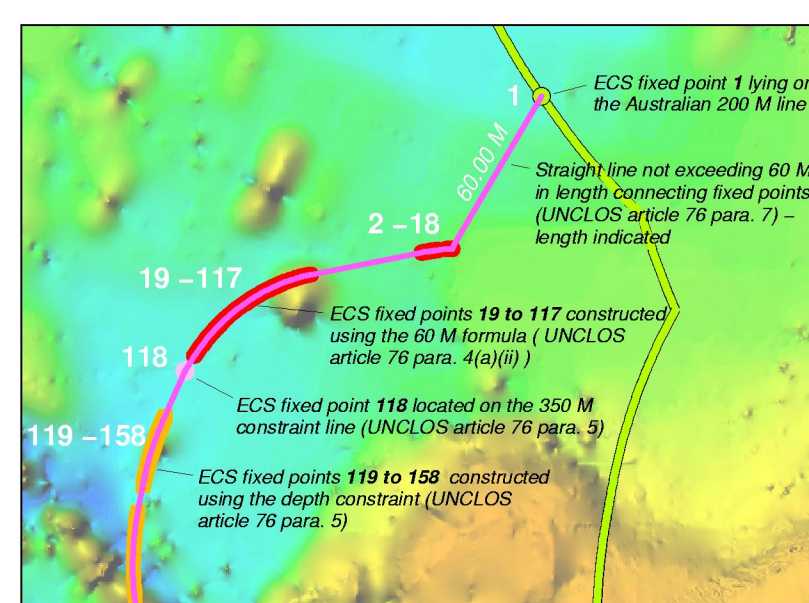 1
ECS fixed point 1 lying on
the Australian 200 M line
60.00 M
Straight line not exceeding 60 M
in length connecting fixed points
(UNCLOS article 76 para. 7) –
length indicated
2 –18
19 –117
ECS fixed points 19 to 117 constructed
using the 60 M formula ( UNCLOS
article 76 para. 4(a)(ii) )
118
ECS fixed point 118 located on the 350 M
constraint line (UNCLOS article 76 para. 5)
119 –158
ECS fixed points 119 to 158 constructed
using the depth constraint (UNCLOS
article 76 para. 5)